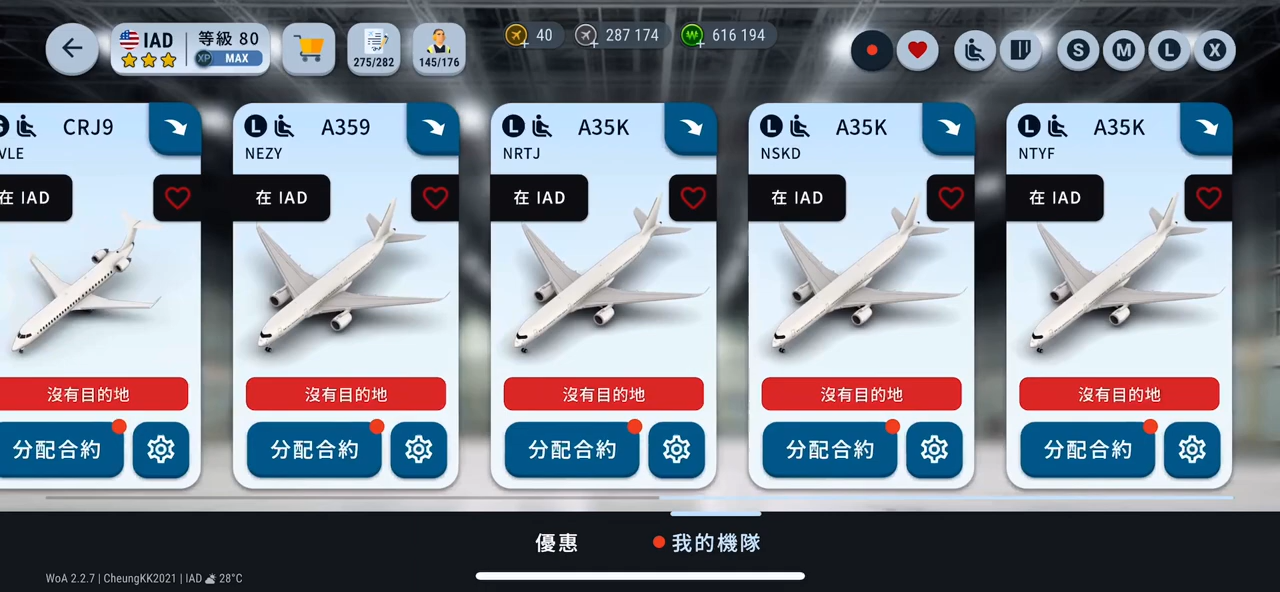 IAD
等級 80
XP MAX
275/282
145/176
40
287 174
616 194
S
M
L
X
CRJ9
VLE
在 IAD
沒有目的地
分配合約
L
A359
NEZY
在 IAD
沒有目的地
分配合約
L
A35K
NRTJ
在 IAD
沒有目的地
分配合約
L
A35K
NSKD
在 IAD
沒有目的地
分配合約
L
A35K
NTYF
在 IAD
沒有目的地
分配合約
優惠
我的機隊
WoA 2.2.7 | CheungKK2021 | IAD 28°C